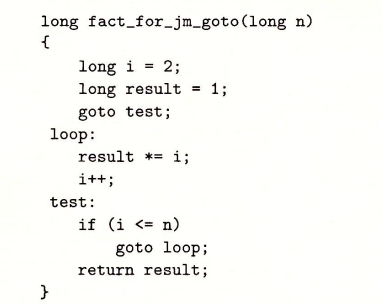 long fact_for_jm_goto(long n)
{
    long i = 2;
    long result = 1;
    goto test;
 loop:
    result *= i;
    i++;
 test:
    if (i <= n)
        goto loop;
    return result;
}